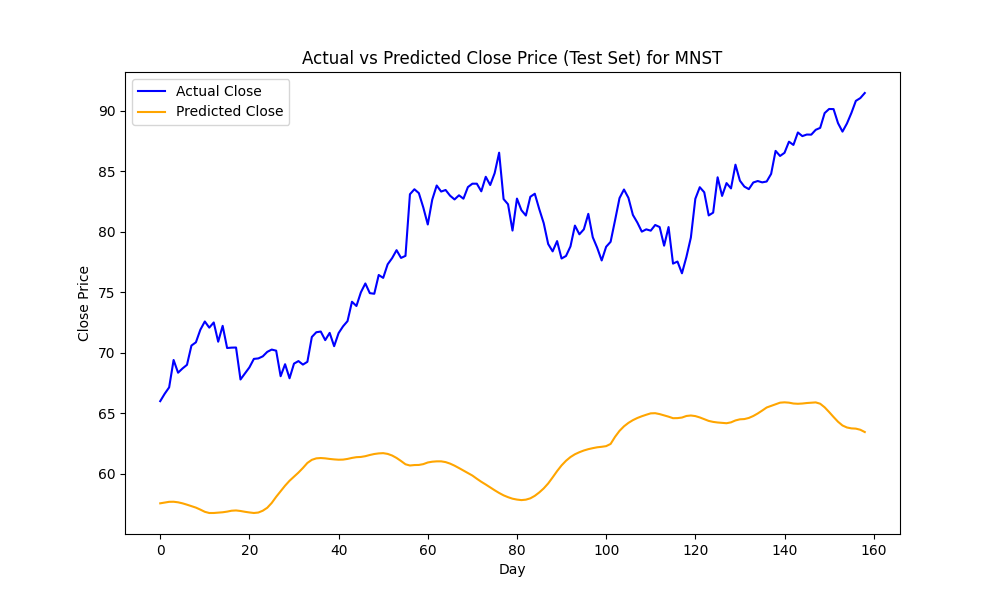 Actual vs Predicted Close Price (Test Set) for MNST
Actual Close
Predicted Close
90
85
80
75
70
65
60
Close Price
0 20 40 60 80 100 120 140 160
Day